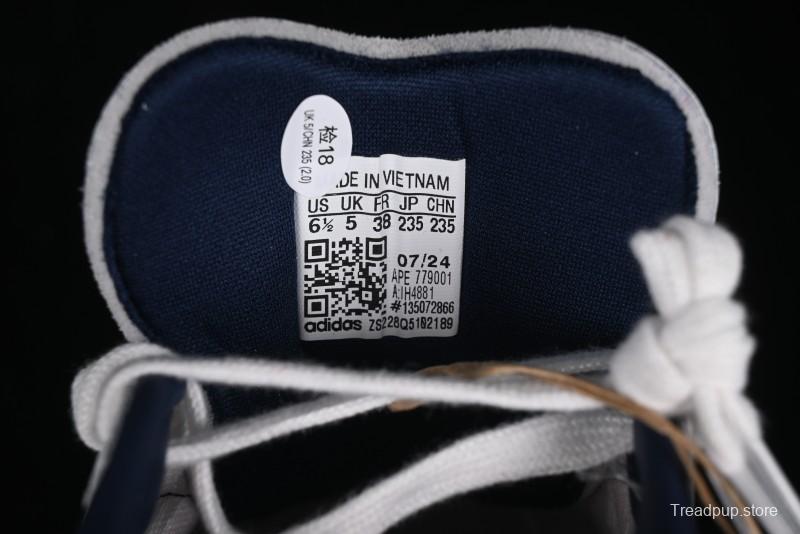 检18
UK 5/CHN 235 (2.0)
DE IN VIETNAM
US UK FR JP CHN
6½ 5 38 235 235
07/24
APE 779001
A:IH4881
#135072866
adidas ZS228Q5102189
Treadpup.store